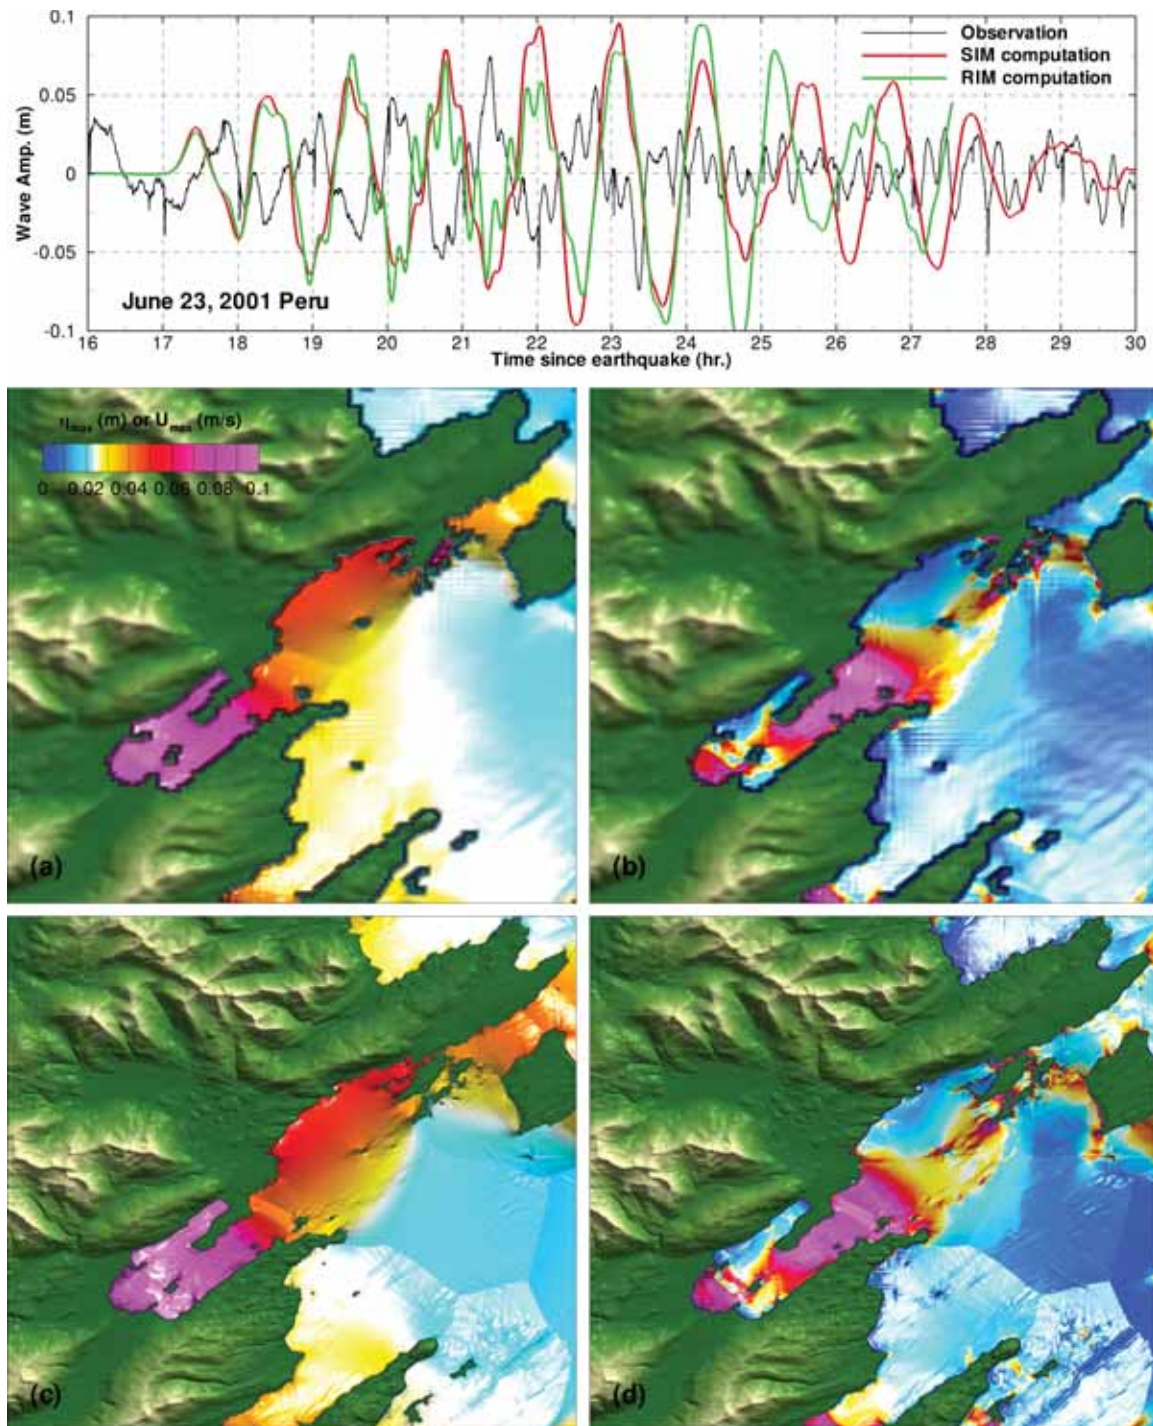 0.1
Observation
SIM computation
RIM computation
0.05
0
-0.05
-0.1
Wave Amp. (m)
June 23, 2001 Peru
16 17 18 19 20 21 22 23 24 25 26 27 28 29 30
Time since earthquake (hr.)
ηmax (m) or Umax (m/s)
0 0.02 0.04 0.06 0.08 0.1
(a)
(b)
(c)
(d)